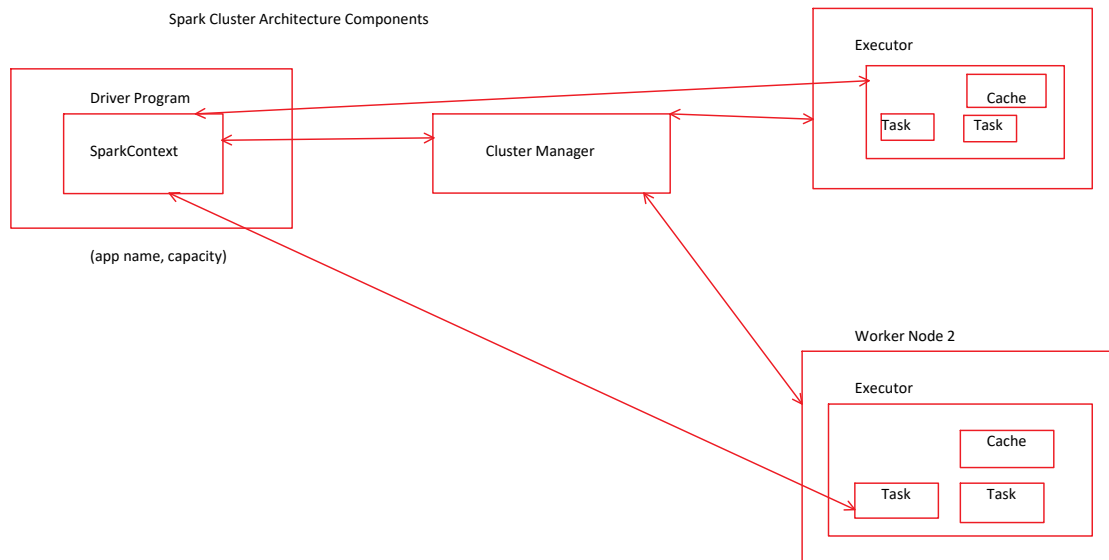 Spark Cluster Architecture Components
Driver Program
SparkContext
(app name, capacity)
Cluster Manager
Executor
Cache
Task
Task
Worker Node 2
Executor
Cache
Task
Task